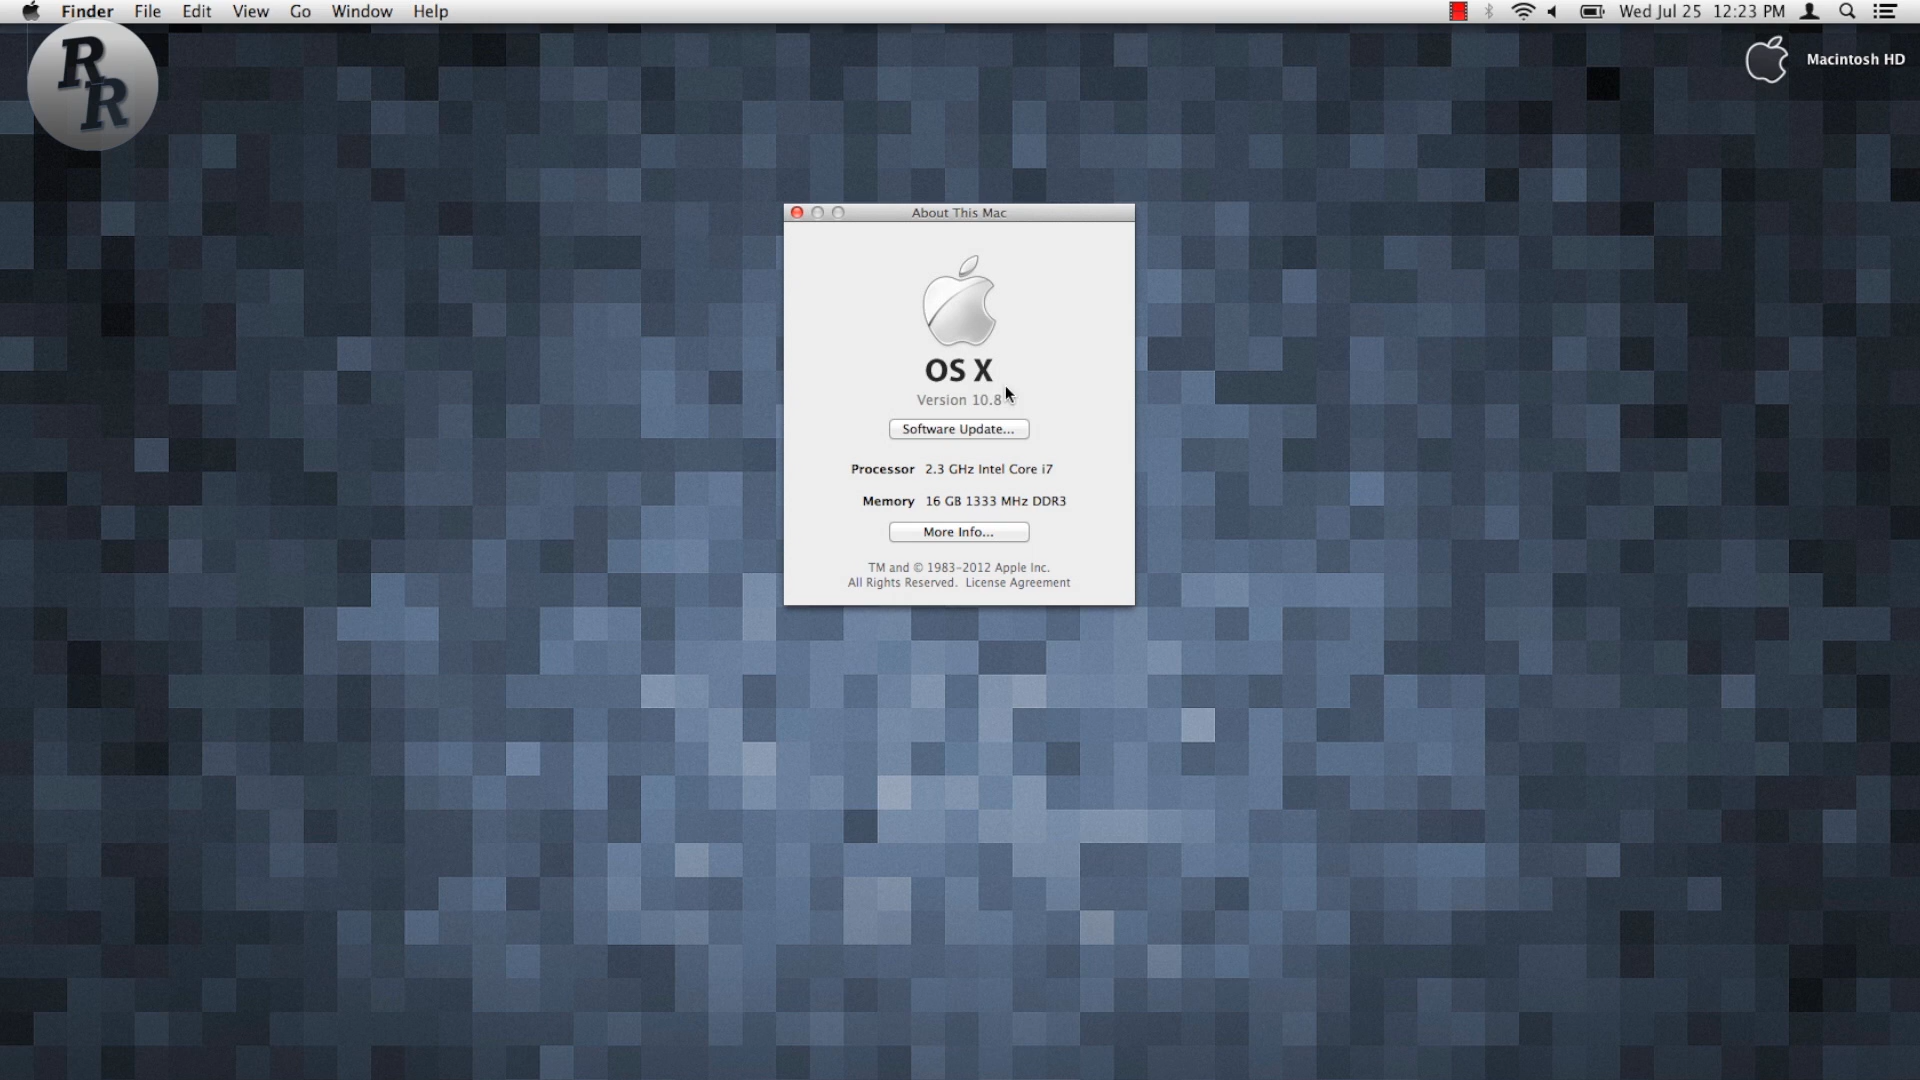 Finder File Edit View Go Window Help
Wed Jul 25 12:23 PM
RR
Macintosh HD
About This Mac
OS X
Version 10.8
Software Update...
Processor 2.3 GHz Intel Core i7
Memory 16 GB 1333 MHz DDR3
More Info...
TM and © 1983-2012 Apple Inc.
All Rights Reserved. License Agreement